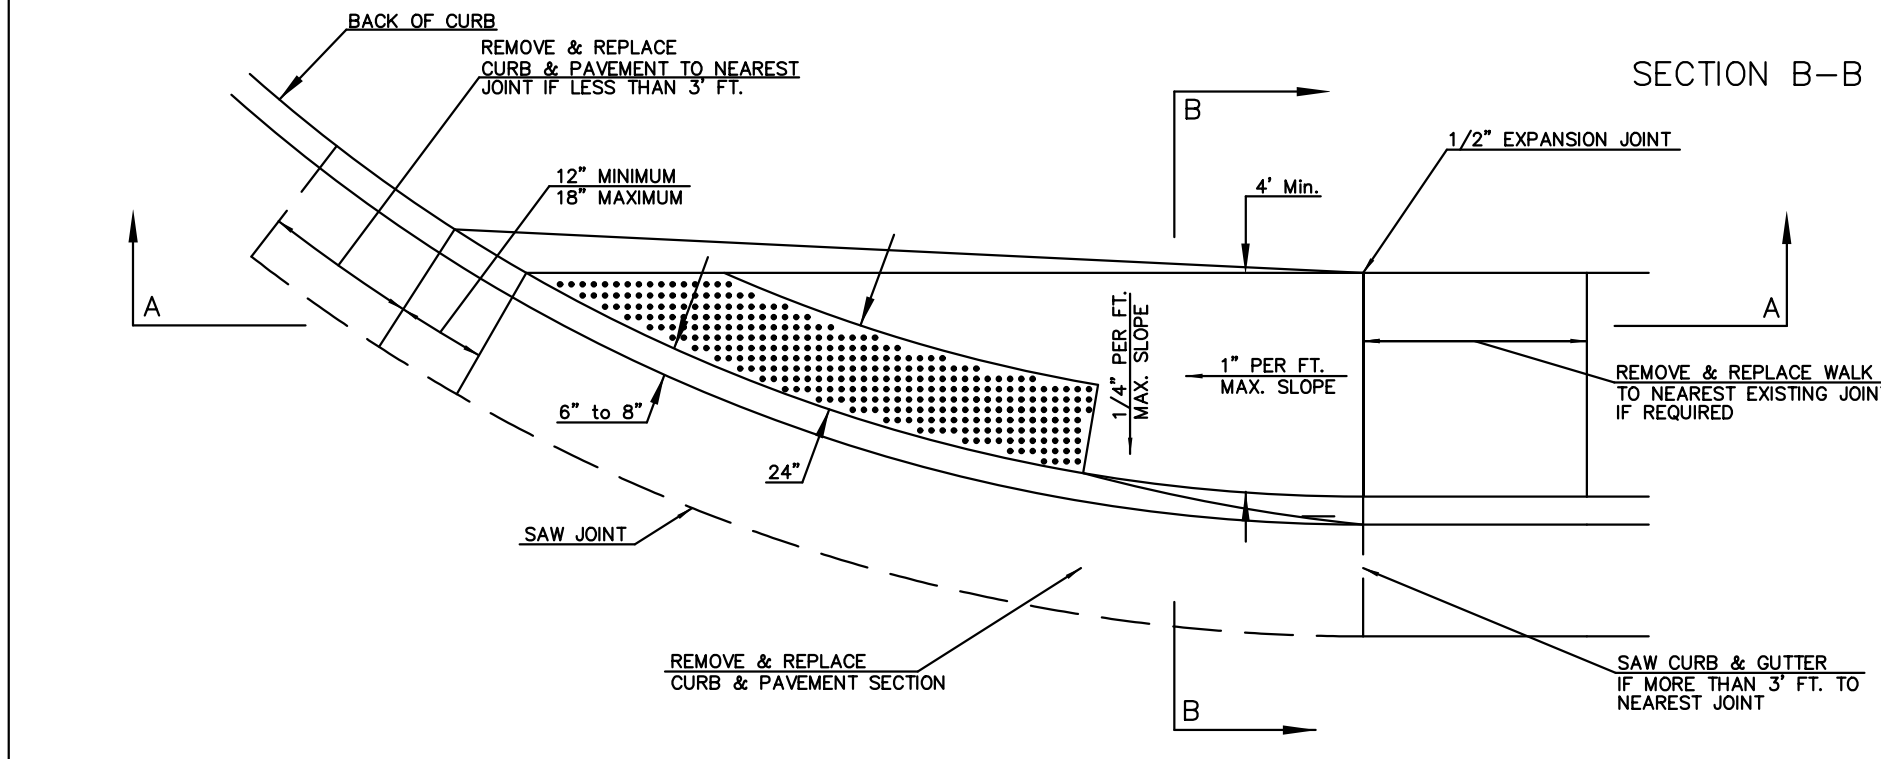 BACK OF CURB
REMOVE & REPLACE
CURB & PAVEMENT TO NEAREST
JOINT IF LESS THAN 3' FT.
SECTION B-B
B
1/2" EXPANSION JOINT
12" MINIMUM
18" MAXIMUM
4' Min.
A
A
1/4" PER FT.
MAX. SLOPE
1" PER FT.
MAX. SLOPE
REMOVE & REPLACE WALK
TO NEAREST EXISTING JOIN
IF REQUIRED
6" to 8"
24"
SAW JOINT
REMOVE & REPLACE
CURB & PAVEMENT SECTION
SAW CURB & GUTTER
IF MORE THAN 3' FT. TO
NEAREST JOINT
B